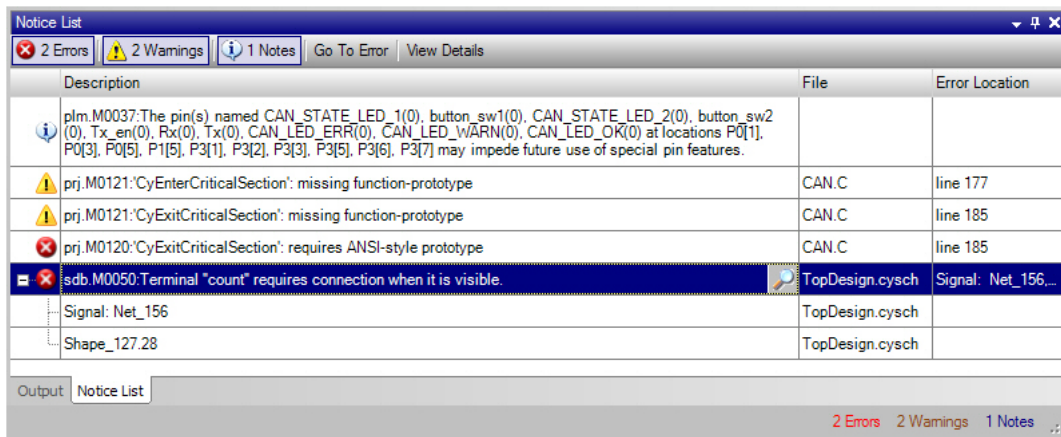 Notice List
2 Errors 2 Warnings 1 Notes Go To Error View Details
Description File Error Location
plm.M0037:The pin(s) named CAN_STATE_LED_1(0), button_sw1(0), CAN_STATE_LED_2(0), button_sw2
(0), Tx_en(0), Rx(0), Tx(0), CAN_LED_ERR(0), CAN_LED_WARN(0), CAN_LED_OK(0) at locations P0[1],
P0[3], P0[5], P1[5], P3[1], P3[2], P3[3], P3[5], P3[6], P3[7] may impede future use of special pin features.
prj.M0121:'CyEnterCriticalSection': missing function-prototype CAN.C line 177
prj.M0121:'CyExitCriticalSection': missing function-prototype CAN.C line 185
prj.M0120:'CyExitCriticalSection': requires ANSI-style prototype CAN.C line 185
sdb.M0050:Terminal "count" requires connection when it is visible. TopDesign.cysch Signal: Net_156,...
Signal: Net_156 TopDesign.cysch
Shape_127.28 TopDesign.cysch
Output Notice List
2 Errors 2 Warnings 1 Notes